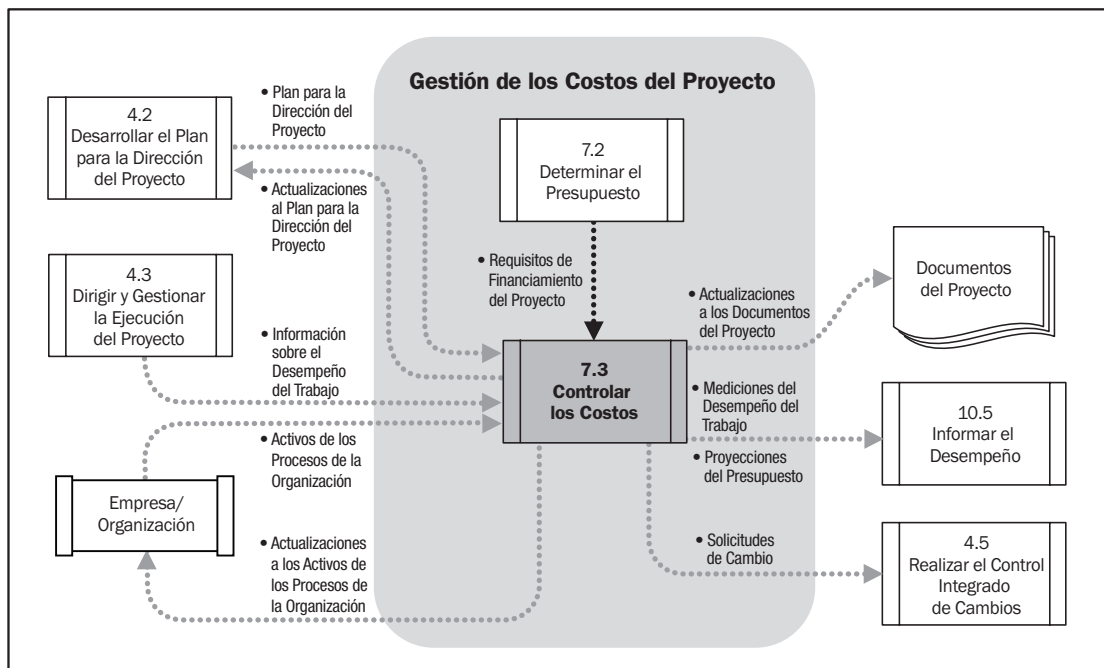 Gestión de los Costos del Proyecto
4.2
Desarrollar el Plan
para la Dirección
del Proyecto
• Plan para la
Dirección del
Proyecto
• Actualizaciones
al Plan para la
Dirección del
Proyecto
7.2
Determinar el
Presupuesto
• Requisitos de
Financiamiento
del Proyecto
4.3
Dirigir y Gestionar
la Ejecución
del Proyecto
• Información
sobre el
Desempeño
del Trabajo
7.3
Controlar
los Costos
• Actualizaciones
a los Documentos
del Proyecto
Documentos
del Proyecto
• Mediciones del
Desempeño del
Trabajo
• Proyecciones
del Presupuesto
10.5
Informar el
Desempeño
• Activos de los
Procesos de la
Organización
Empresa/
Organización
• Actualizaciones
a los Activos de
los Procesos de
la Organización
• Solicitudes
de Cambio
4.5
Realizar el Control
Integrado
de Cambios